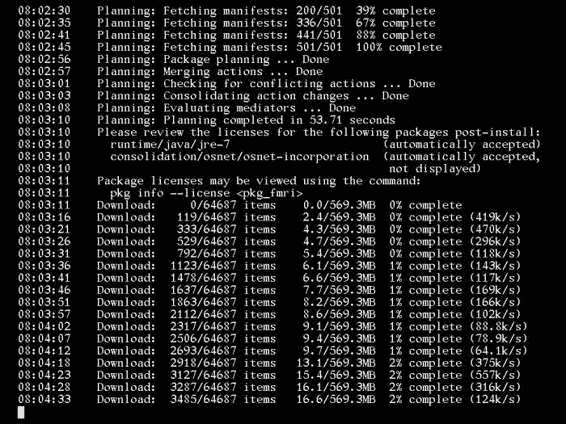 08:02:30 Planning: Fetching manifests: 200/501 39% complete
08:02:35 Planning: Fetching manifests: 336/501 67% complete
08:02:41 Planning: Fetching manifests: 441/501 88% complete
08:02:45 Planning: Fetching manifests: 501/501 100% complete
08:02:56 Planning: Package planning ... Done
08:02:57 Planning: Merging actions ... Done
08:03:01 Planning: Checking for conflicting actions ... Done
08:03:03 Planning: Consolidating action changes ... Done
08:03:08 Planning: Evaluating mediators ... Done
08:03:10 Planning: Planning completed in 53.71 seconds
08:03:10 Please review the licenses for the following packages post-install:
08:03:10 runtime/java/jre-7 (automatically accepted)
08:03:10 consolidation/osnet/osnet-incorporation (automatically accepted,
not displayed)
08:03:11 Package licenses may be viewed using the command:
08:03:11 pkg info --license <pkg_fmri>
08:03:11 Download: 0/64687 items 0.0/569.3MB 0% complete
08:03:16 Download: 119/64687 items 2.4/569.3MB 0% complete (419k/s)
08:03:21 Download: 333/64687 items 4.3/569.3MB 0% complete (470k/s)
08:03:26 Download: 529/64687 items 4.7/569.3MB 0% complete (296k/s)
08:03:31 Download: 792/64687 items 5.4/569.3MB 0% complete (118k/s)
08:03:36 Download: 1123/64687 items 6.1/569.3MB 1% complete (143k/s)
08:03:41 Download: 1478/64687 items 6.6/569.3MB 1% complete (117k/s)
08:03:46 Download: 1637/64687 items 7.7/569.3MB 1% complete (169k/s)
08:03:51 Download: 1863/64687 items 8.2/569.3MB 1% complete (166k/s)
08:03:57 Download: 2112/64687 items 8.6/569.3MB 1% complete (102k/s)
08:04:02 Download: 2317/64687 items 9.1/569.3MB 1% complete (88.8k/s)
08:04:07 Download: 2506/64687 items 9.4/569.3MB 1% complete (78.9k/s)
08:04:12 Download: 2693/64687 items 9.7/569.3MB 1% complete (64.1k/s)
08:04:18 Download: 2918/64687 items 13.1/569.3MB 2% complete (375k/s)
08:04:23 Download: 3127/64687 items 15.4/569.3MB 2% complete (557k/s)
08:04:28 Download: 3287/64687 items 16.1/569.3MB 2% complete (316k/s)
08:04:33 Download: 3485/64687 items 16.6/569.3MB 2% complete (124k/s)